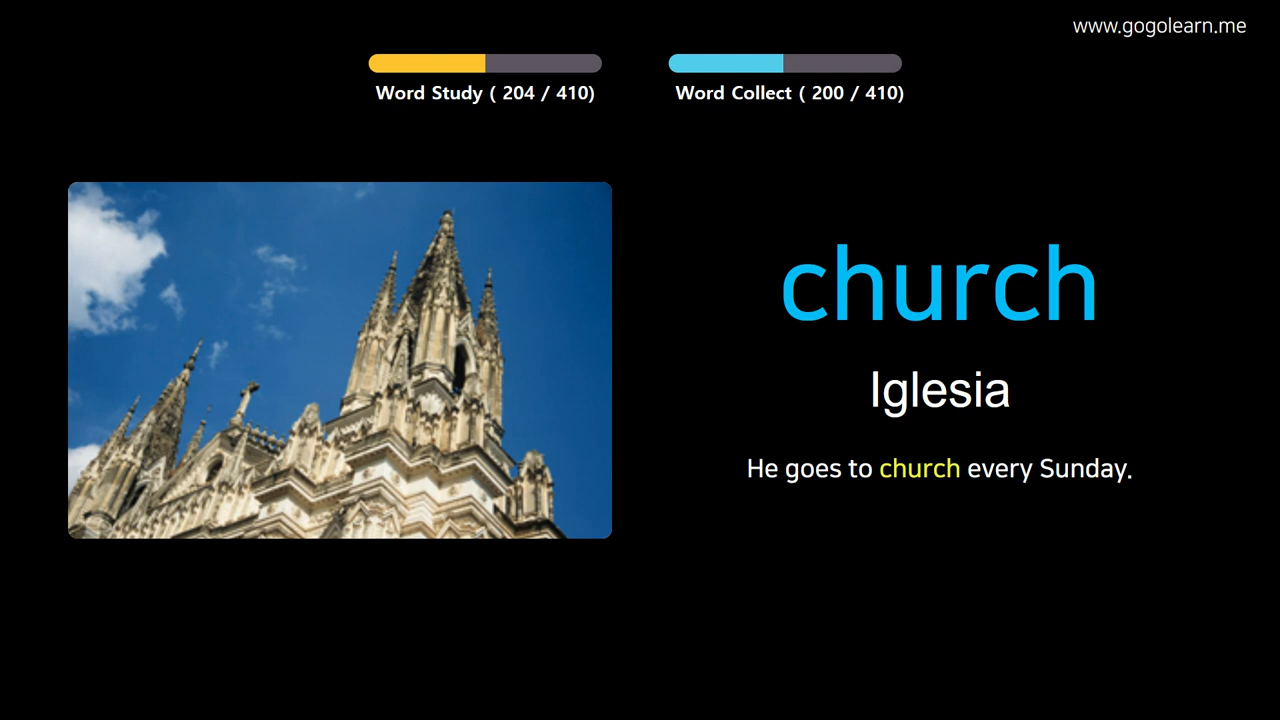 www.gogolearn.me
Word Study ( 204 / 410)
Word Collect ( 200 / 410)
church
Iglesia
He goes to church every Sunday.